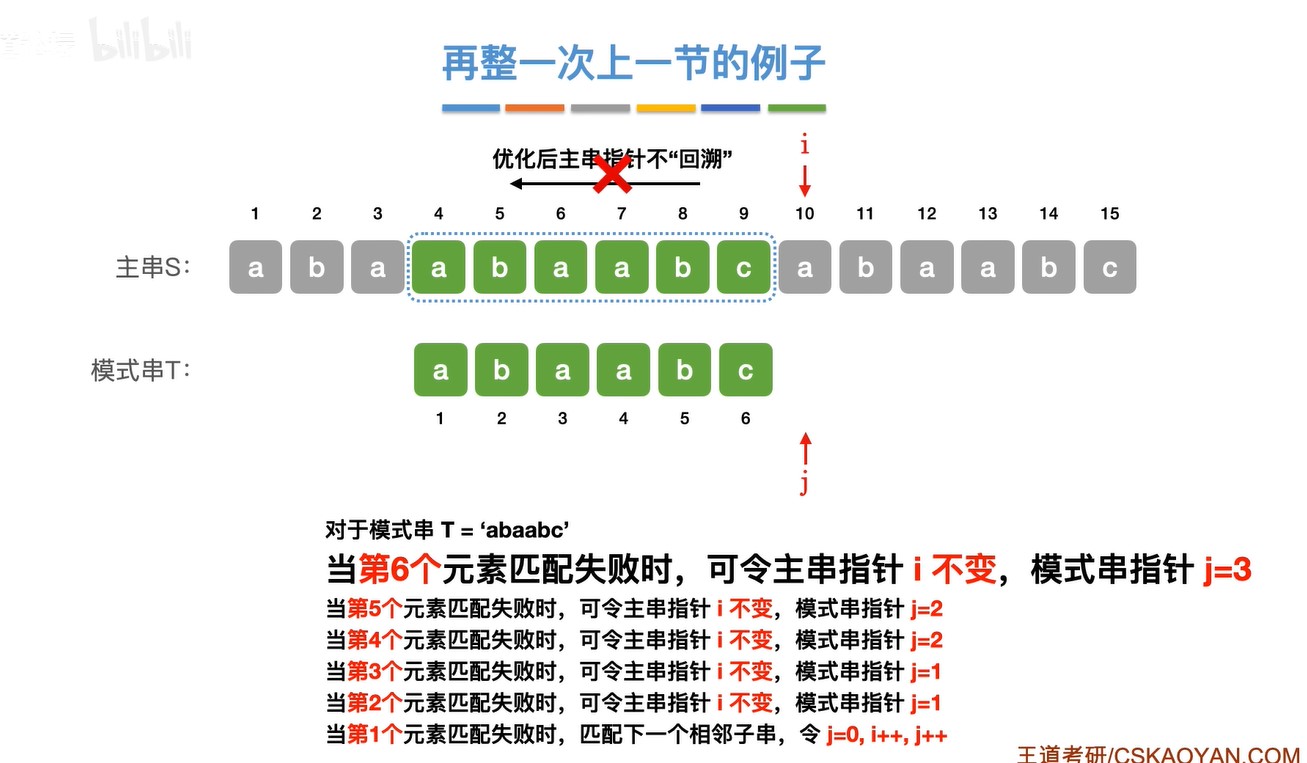 bilibili
再整一次上一节的例子
优化后主串指针不“回溯”
i
1 2 3 4 5 6 7 8 9 10 11 12 13 14 15
主串S: a b a a b a a b c a b a a b c
模式串T: a b a a b c
1 2 3 4 5 6
j
对于模式串 T = ‘abaabc’
当第6个元素匹配失败时，可令主串指针 i 不变，模式串指针 j=3
当第5个元素匹配失败时，可令主串指针 i 不变，模式串指针 j=2
当第4个元素匹配失败时，可令主串指针 i 不变，模式串指针 j=2
当第3个元素匹配失败时，可令主串指针 i 不变，模式串指针 j=1
当第2个元素匹配失败时，可令主串指针 i 不变，模式串指针 j=1
当第1个元素匹配失败时，匹配下一个相邻子串，令 j=0, i++, j++
王道考研/CSKAOYAN.COM